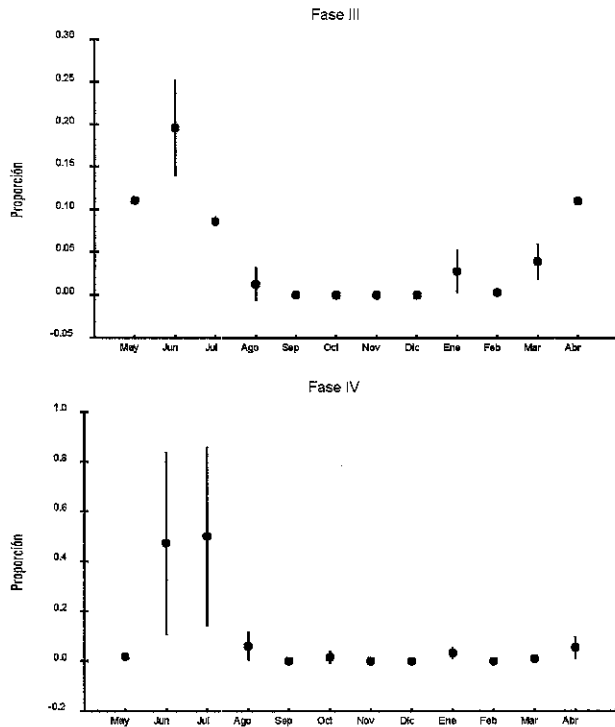 Fase III
0.30
0.25
0.20
0.15
0.10
0.05
0.00
-0.05
Proporción
May Jun Jul Ago Sep Oct Nov Dic Ene Feb Mar Abr
Fase IV
1.0
0.8
0.6
0.4
0.2
0.0
-0.2
Proporción
May Jun Jul Ago Sep Oct Nov Dic Ene Feb Mar Abr